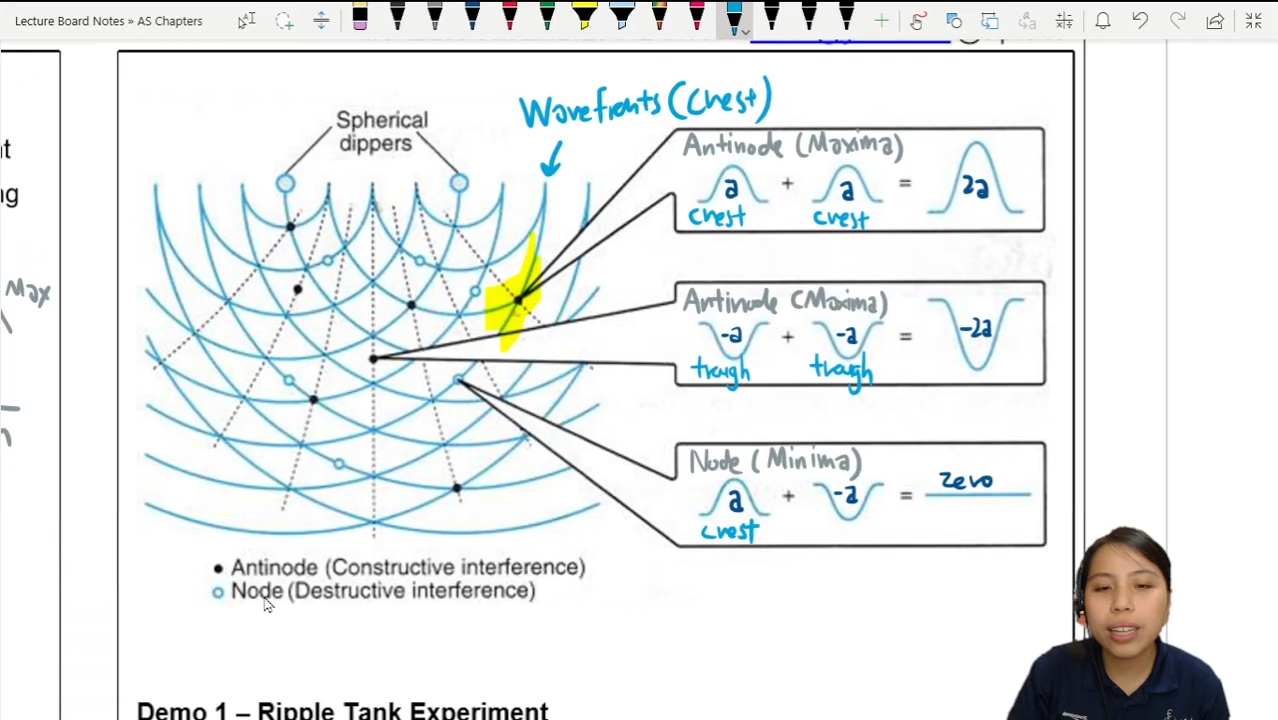 Lecture Board Notes » AS Chapters
Wavefronts (Crest)
Spherical
dippers
Antinode (Maxima)
a + a = 2a
crest crest
Max
Antinode (Maxima)
-a + -a = -2a
trough trough
Node (Minima)
a + -a = zero
crest
Antinode (Constructive interference)
Node (Destructive interference)
Demo 1 – Ripple Tank Experiment